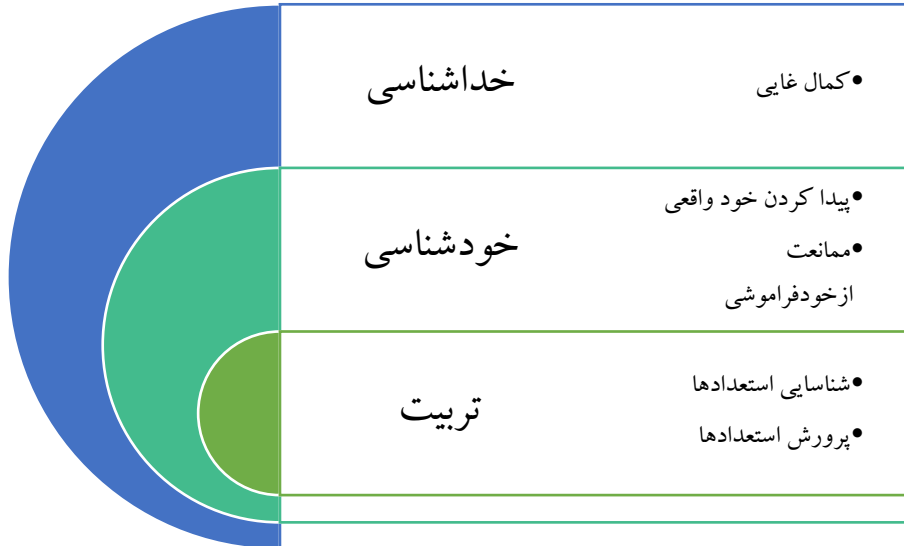 خداشناسی
•کمال غایی
خودشناسی
•پیدا کردن خود واقعی
•ممانعت
ازخودفراموشی
تربیت
•شناسایی استعدادها
•پرورش استعدادها